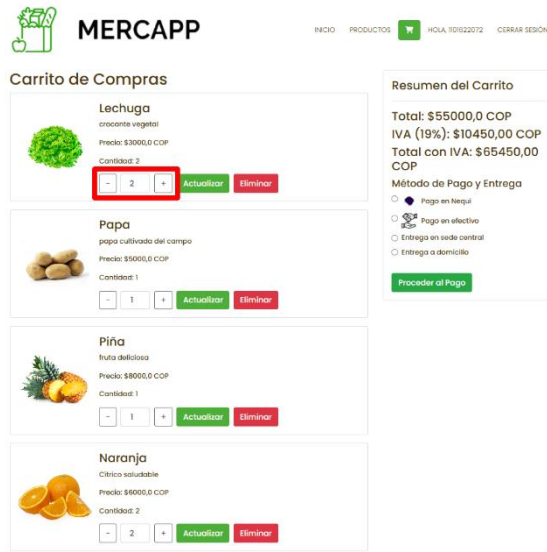 MERCAPP
INICIO PRODUCTOS HOLA, 1101622072 CERRAR SESIÓN
Carrito de Compras
Lechuga
crocante vegetal
Precio: $3000,0 COP
Cantidad: 2
- 2 + Actualizar Eliminar
Papa
papa cultivada del campo
Precio: $5000,0 COP
Cantidad: 1
- 1 + Actualizar Eliminar
Piña
fruta deliciosa
Precio: $8000,0 COP
Cantidad: 1
- 1 + Actualizar Eliminar
Naranja
Cítrico saludable
Precio: $6000,0 COP
Cantidad: 2
- 2 + Actualizar Eliminar
Resumen del Carrito
Total: $55000,0 COP
IVA (19%): $10450,00 COP
Total con IVA: $65450,00
COP
Método de Pago y Entrega
Pago en Nequi
Pago en efectivo
Entrega en sede central
Entrega a domicilio
Proceder al Pago